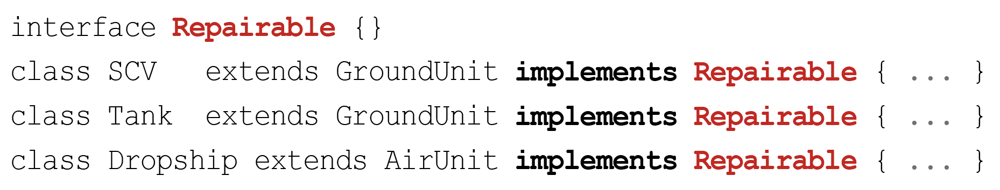 interface Repairable {}
class SCV   extends GroundUnit implements Repairable { ... }
class Tank  extends GroundUnit implements Repairable { ... }
class Dropship extends AirUnit implements Repairable { ... }